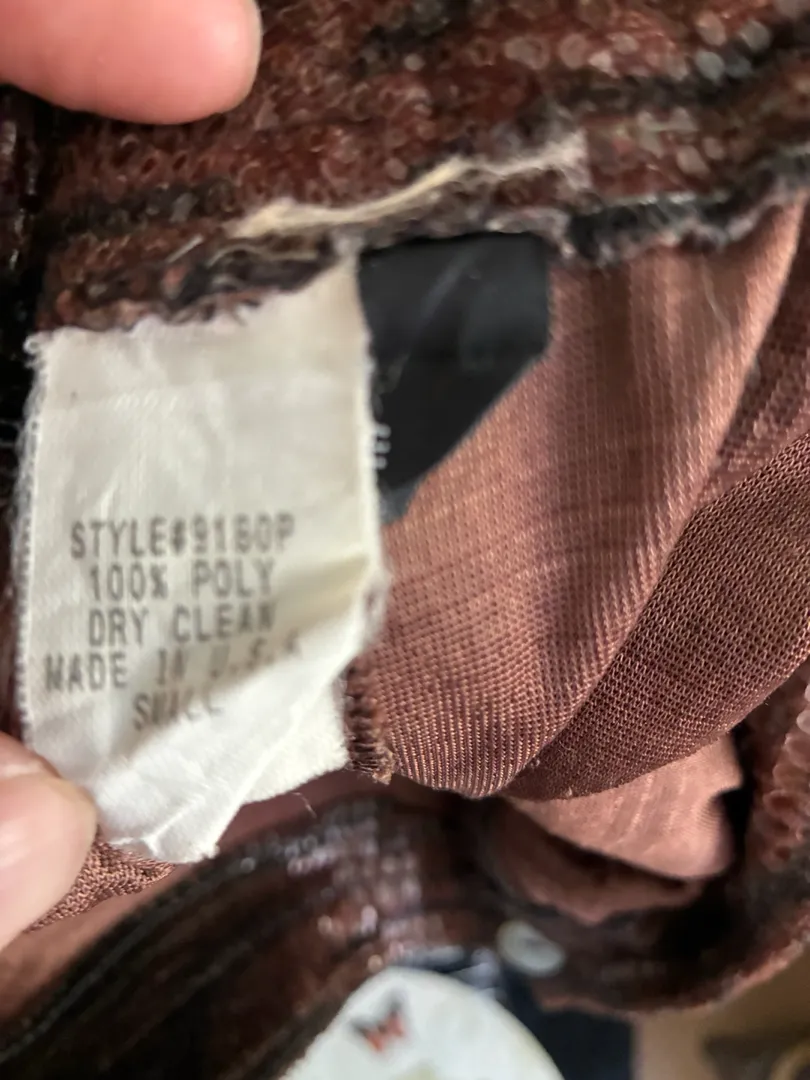 STYLE#9160P
100% POLY
DRY CLEAN
MADE IN U.S.A
SMALL